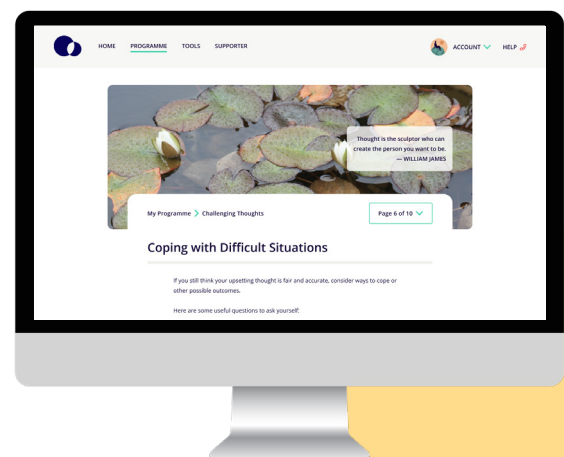 HOME PROGRAMME TOOLS SUPPORTER ACCOUNT HELP
Thought is the sculptor who can
create the person you want to be.
— WILLIAM JAMES
My Programme Challenging Thoughts Page 6 of 10
Coping with Difficult Situations
If you still think your upsetting thought is fair and accurate, consider ways to cope or
other possible outcomes.
Here are some useful questions to ask yourself: